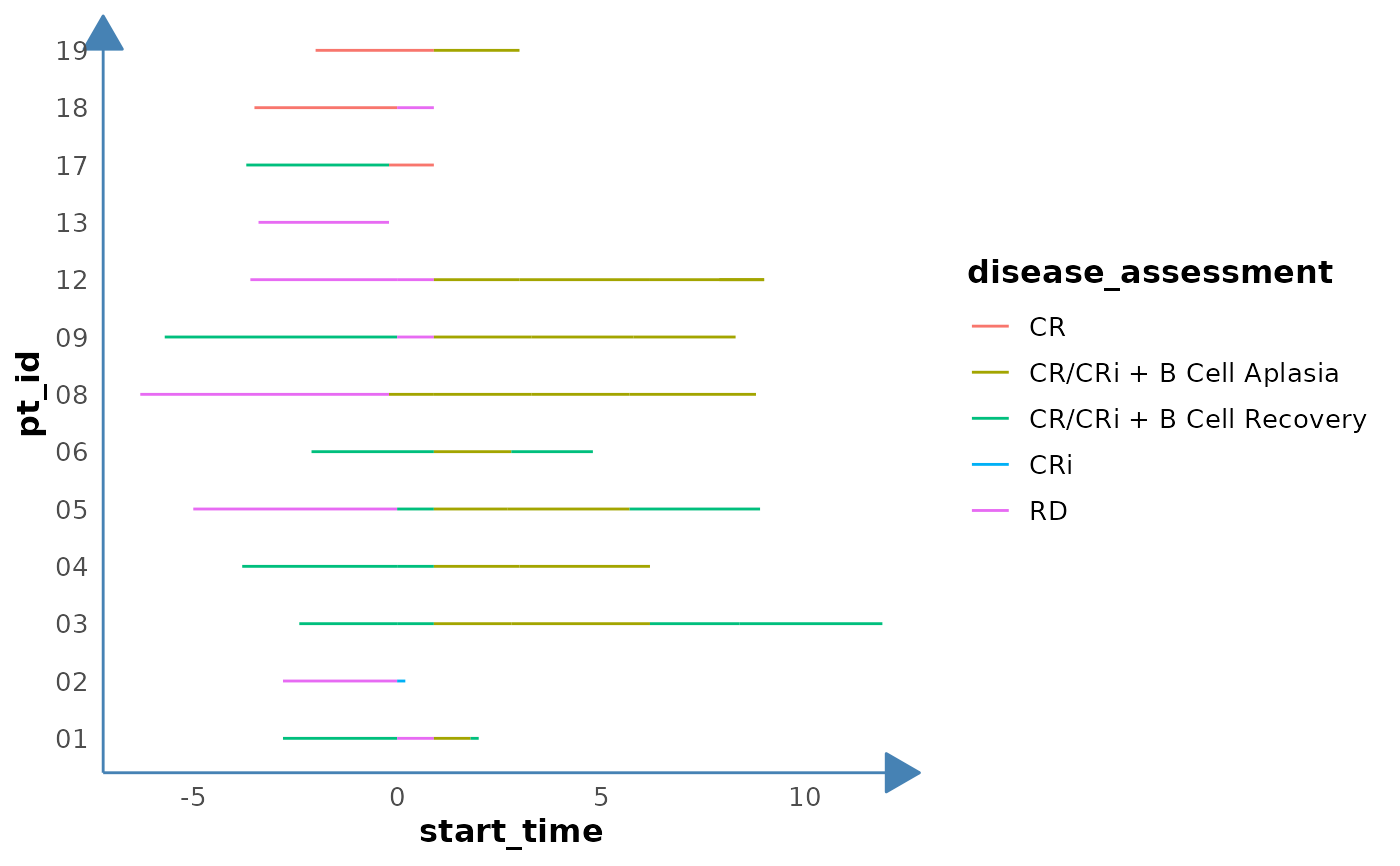 19
18
17
13
12
09
08
06
05
04
03
02
01
pt_id
-5 0 5 10
start_time
disease_assessment
CR
CR/CRi + B Cell Aplasia
CR/CRi + B Cell Recovery
CRi
RD